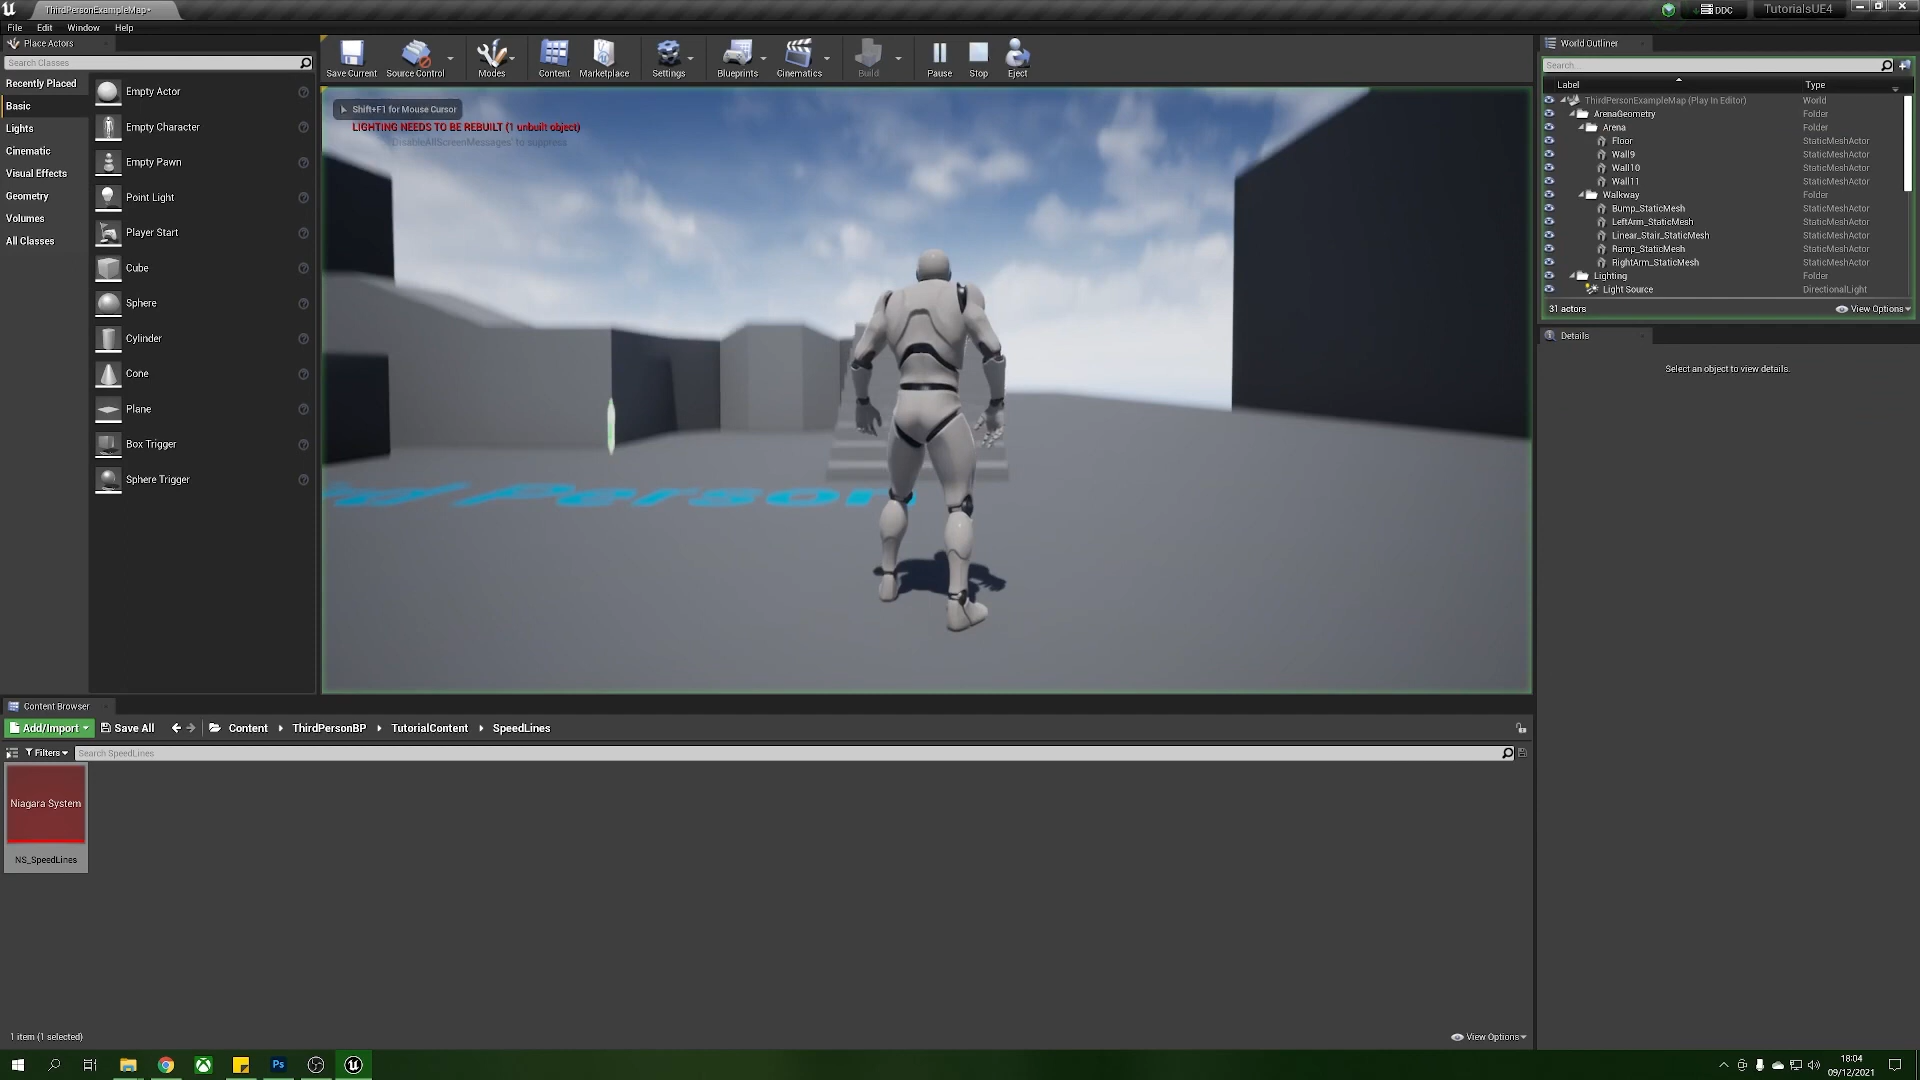 ThirdPersonExampleMap•
DDC
TutorialsUE4
File Edit Window Help
Place Actors
Search Classes
Recently Placed
Basic
Lights
Cinematic
Visual Effects
Geometry
Volumes
All Classes
Empty Actor
Empty Character
Empty Pawn
Point Light
Player Start
Cube
Sphere
Cylinder
Cone
Plane
Box Trigger
Sphere Trigger
Save Current
Source Control
Modes
Content
Marketplace
Settings
Blueprints
Cinematics
Build
Pause
Stop
Eject
Shift+F1 for Mouse Cursor
LIGHTING NEEDS TO BE REBUILT (1 unbuilt object)
'DisableAllScreenMessages' to suppress
Person
World Outliner
Search...
Label Type
ThirdPersonExampleMap (Play In Editor) World
ArenaGeometry Folder
Arena Folder
Floor StaticMeshActor
Wall9 StaticMeshActor
Wall10 StaticMeshActor
Wall11 StaticMeshActor
Walkway Folder
Bump_StaticMesh StaticMeshActor
LeftArm_StaticMesh StaticMeshActor
Linear_Stair_StaticMesh StaticMeshActor
Ramp_StaticMesh StaticMeshActor
RightArm_StaticMesh StaticMeshActor
Lighting Folder
Light Source DirectionalLight
31 actors
View Options
Details
Select an object to view details.
Content Browser
Add/Import
Save All
Content ThirdPersonBP TutorialContent SpeedLines
Filters
Search SpeedLines
Niagara System
NS_SpeedLines
1 item (1 selected)
View Options
Ps
18:04
09/12/2021